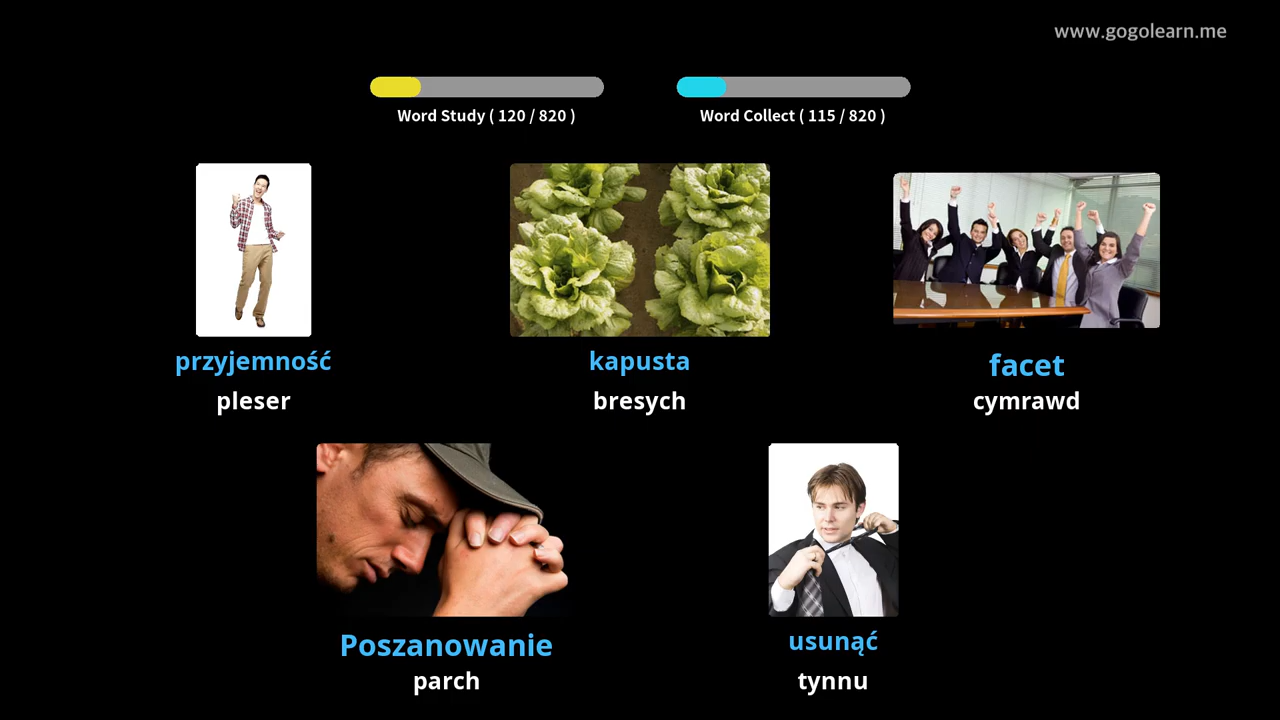 www.gogolearn.me
Word Study ( 120 / 820 )
Word Collect ( 115 / 820 )
przyjemność
pleser
kapusta
bresych
facet
cymrawd
Poszanowanie
parch
usunąć
tynnu